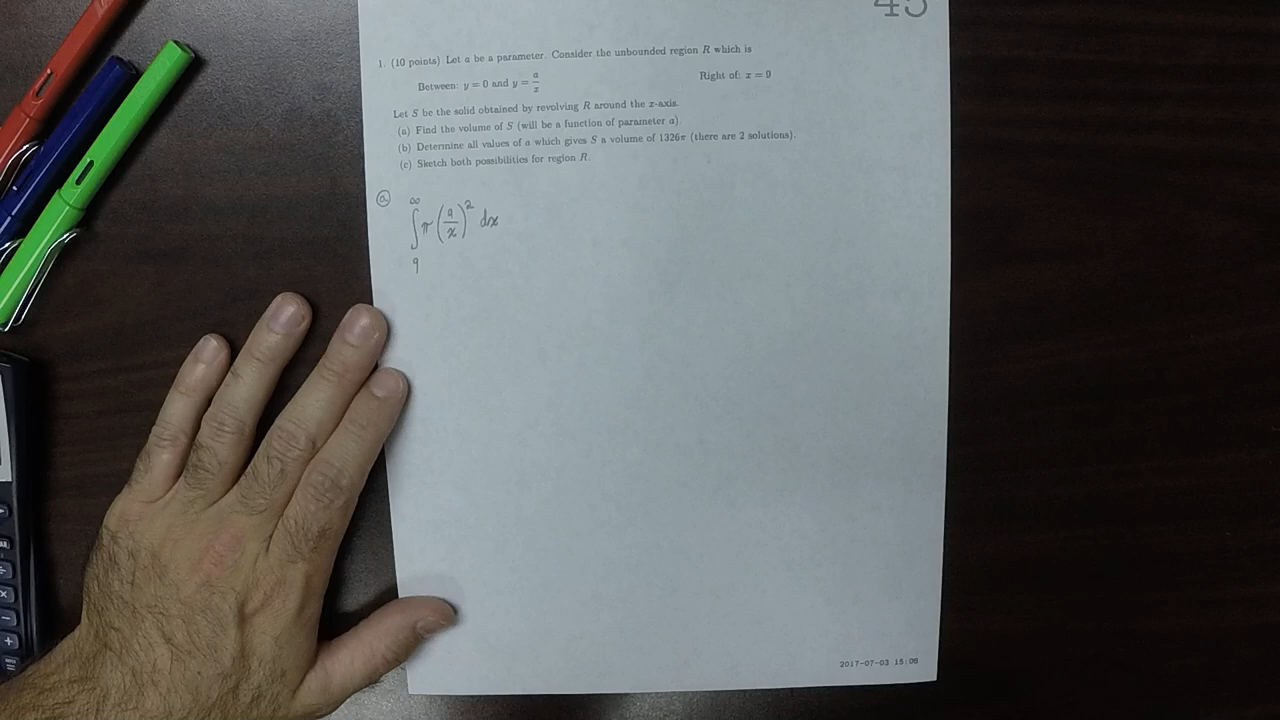 45
1. (10 points) Let a be a parameter. Consider the unbounded region R which is
Between: y = 0 and y = a/x Right of: x = 9
Let S be the solid obtained by revolving R around the x-axis.
(a) Find the volume of S (will be a function of parameter a).
(b) Determine all values of a which gives S a volume of 1326π (there are 2 solutions).
(c) Sketch both possibilities for region R.
ⓐ ∫₉^∞ π (a/x)² dx
2017-07-03 15:08